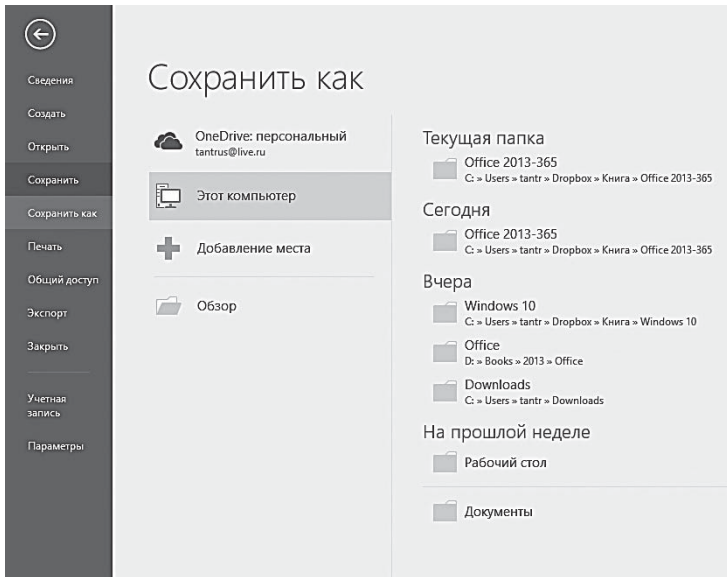 Сведения
Создать
Открыть
Сохранить
Сохранить как
Печать
Общий доступ
Экспорт
Закрыть
Учетная
запись
Параметры
Сохранить как
OneDrive: персональный
tantrus@live.ru
Этот компьютер
Добавление места
Обзор
Текущая папка
Office 2013-365
C: » Users » tantr » Dropbox » Книга » Office 2013-365
Сегодня
Office 2013-365
C: » Users » tantr » Dropbox » Книга » Office 2013-365
Вчера
Windows 10
C: » Users » tantr » Dropbox » Книга » Windows 10
Office
D: » Books » 2013 » Office
Downloads
C: » Users » tantr » Downloads
На прошлой неделе
Рабочий стол
Документы